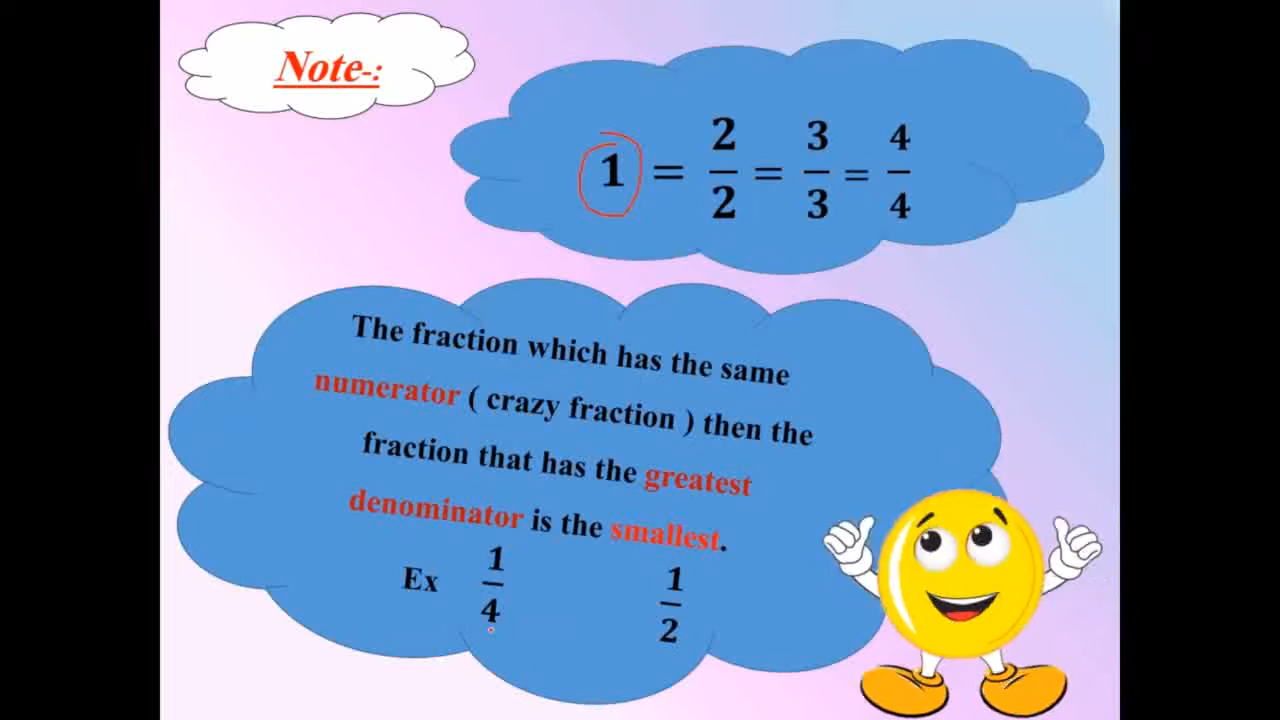 Note-:
1 = 2/2 = 3/3 = 4/4
The fraction which has the same
numerator ( crazy fraction ) then the
fraction that has the greatest
denominator is the smallest.
Ex 1/4 1/2